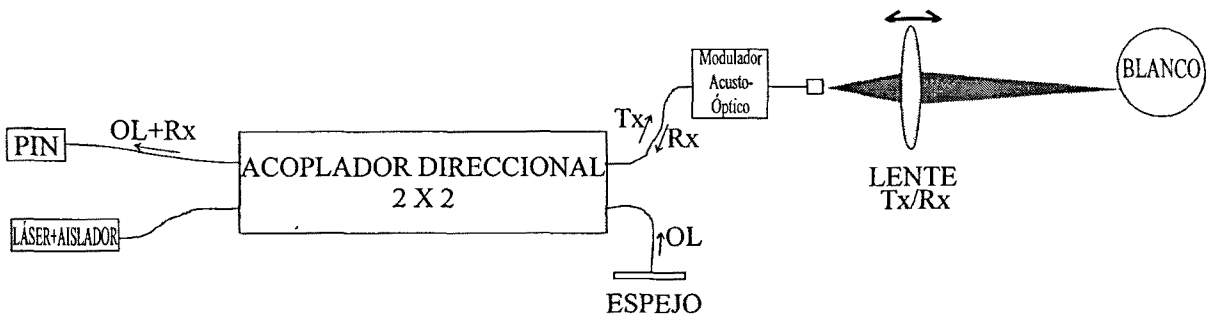 PIN
OL+Rx
LÁSER+AISLADOR
ACOPLADOR DIRECCIONAL
2 X 2
Tx
Rx
OL
ESPEJO
Modulador
Acusto-
Óptico
LENTE
Tx/Rx
BLANCO